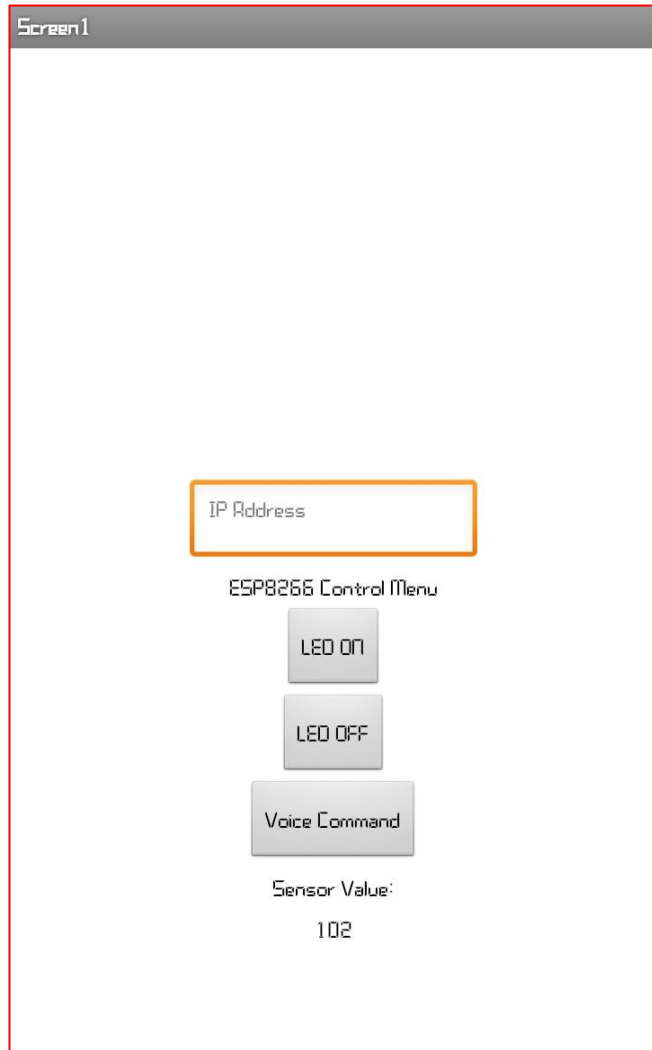 Screen1
IP Address
ESP8266 Control Menu
LED ON
LED OFF
Voice Command
Sensor Value:
102